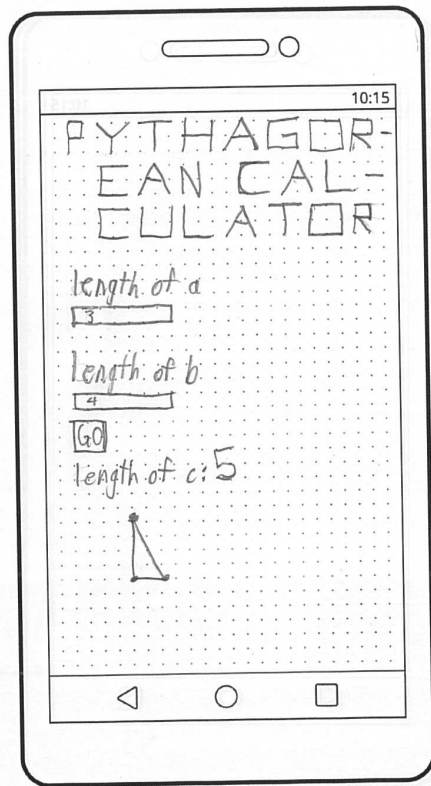 10:15
PYTHAGOR-
EAN CAL-
CULATOR
length of a
3
length of b
4
GO
length of c: 5